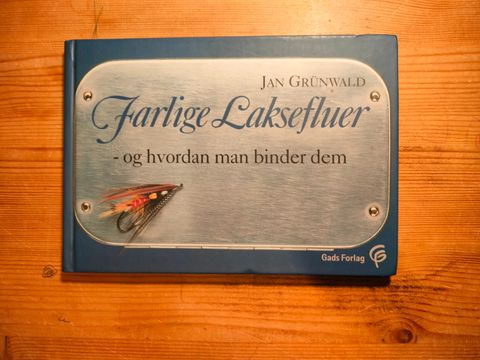 JAN GRÜNWALD
Farlige Laksefluer
- og hvordan man binder dem
Gads Forlag